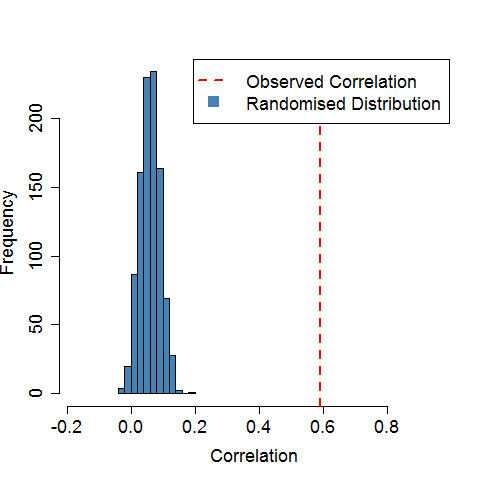 Observed Correlation
Randomised Distribution
Frequency
200
150
100
50
0
-0.2 0.0 0.2 0.4 0.6 0.8
Correlation